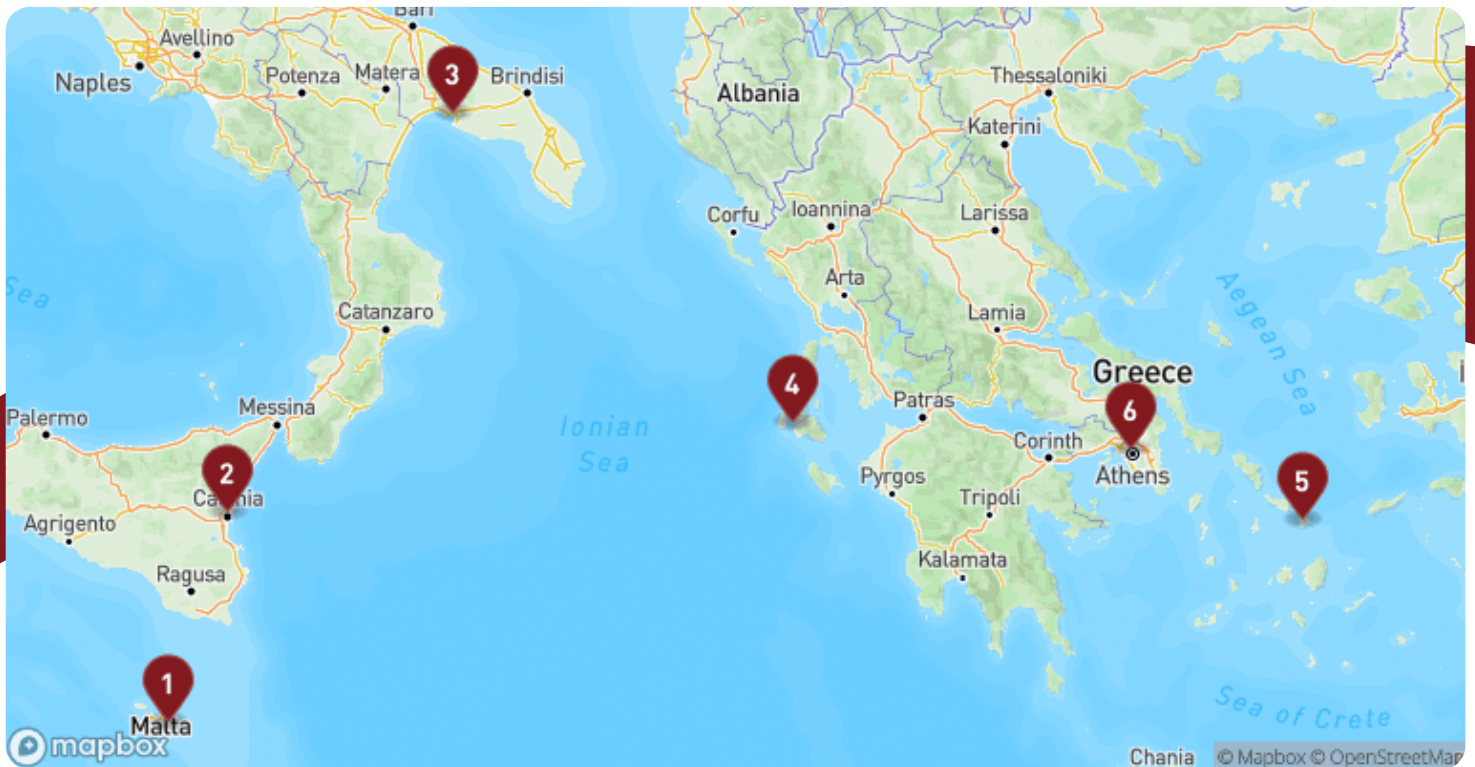 Bari
Avellino
Naples
Potenza
Matera
3
Brindisi
Albania
Thessaloniki
Katerini
Corfu
Ioannina
Larissa
Arta
Lamia
Sea
Catanzaro
Aegean Sea
Greece
4
6
Palermo
Messina
Ionian
Sea
Patras
Corinth
Athens
2
Catania
Pyrgos
Tripoli
5
Agrigento
Kalamata
Ragusa
1
Malta
Sea of Crete
mapbox
Chania
© Mapbox © OpenStreetMap